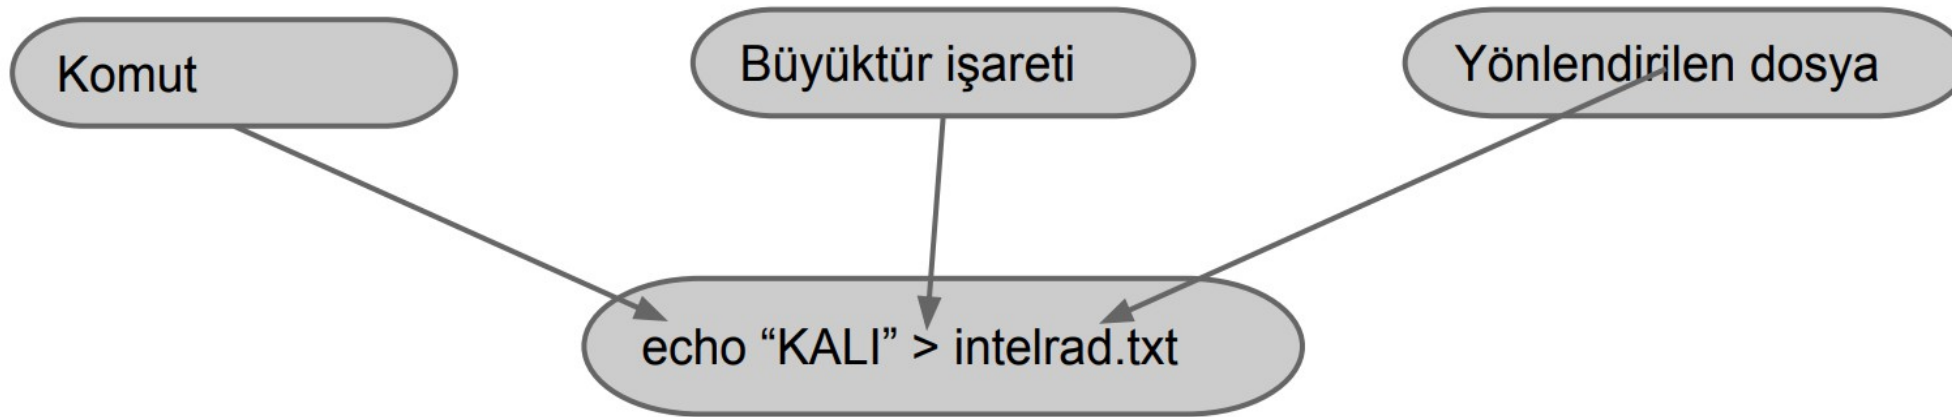 Komut
Büyüktür işareti
Yönlendirilen dosya
echo “KALI” > intelrad.txt